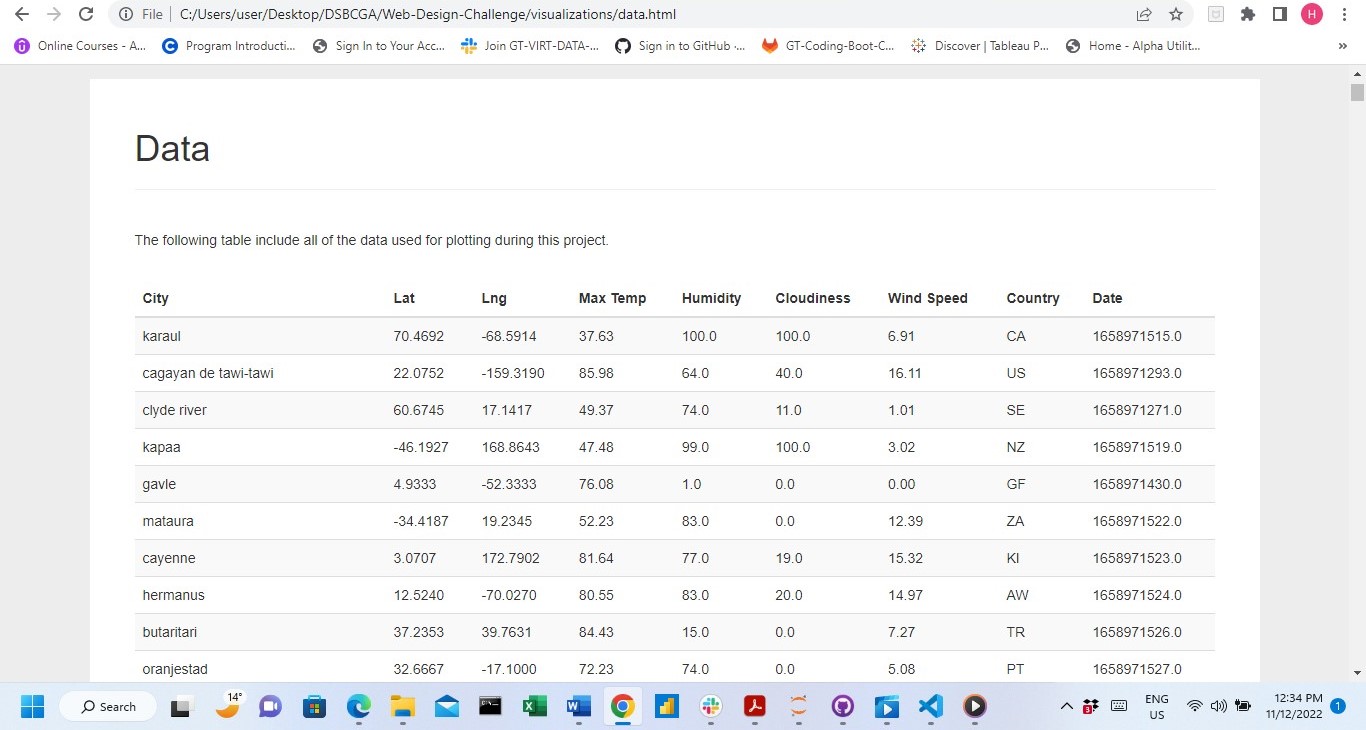 File C:/Users/user/Desktop/DSBCGA/Web-Design-Challenge/visualizations/data.html H
Online Courses - A... Program Introducti... Sign In to Your Acc... Join GT-VIRT-DATA-... Sign in to GitHub ·... GT-Coding-Boot-C... Discover | Tableau P... Home - Alpha Utilit... »
Data
The following table include all of the data used for plotting during this project.
City Lat Lng Max Temp Humidity Cloudiness Wind Speed Country Date
karaul 70.4692 -68.5914 37.63 100.0 100.0 6.91 CA 1658971515.0
cagayan de tawi-tawi 22.0752 -159.3190 85.98 64.0 40.0 16.11 US 1658971293.0
clyde river 60.6745 17.1417 49.37 74.0 11.0 1.01 SE 1658971271.0
kapaa -46.1927 168.8643 47.48 99.0 100.0 3.02 NZ 1658971519.0
gavle 4.9333 -52.3333 76.08 1.0 0.0 0.00 GF 1658971430.0
mataura -34.4187 19.2345 52.23 83.0 0.0 12.39 ZA 1658971522.0
cayenne 3.0707 172.7902 81.64 77.0 19.0 15.32 KI 1658971523.0
hermanus 12.5240 -70.0270 80.55 83.0 20.0 14.97 AW 1658971524.0
butaritari 37.2353 39.7631 84.43 15.0 0.0 7.27 TR 1658971526.0
oranjestad 32.6667 -17.1000 72.23 74.0 0.0 5.08 PT 1658971527.0
Search 14° ENG 12:34 PM
US 11/12/2022 1